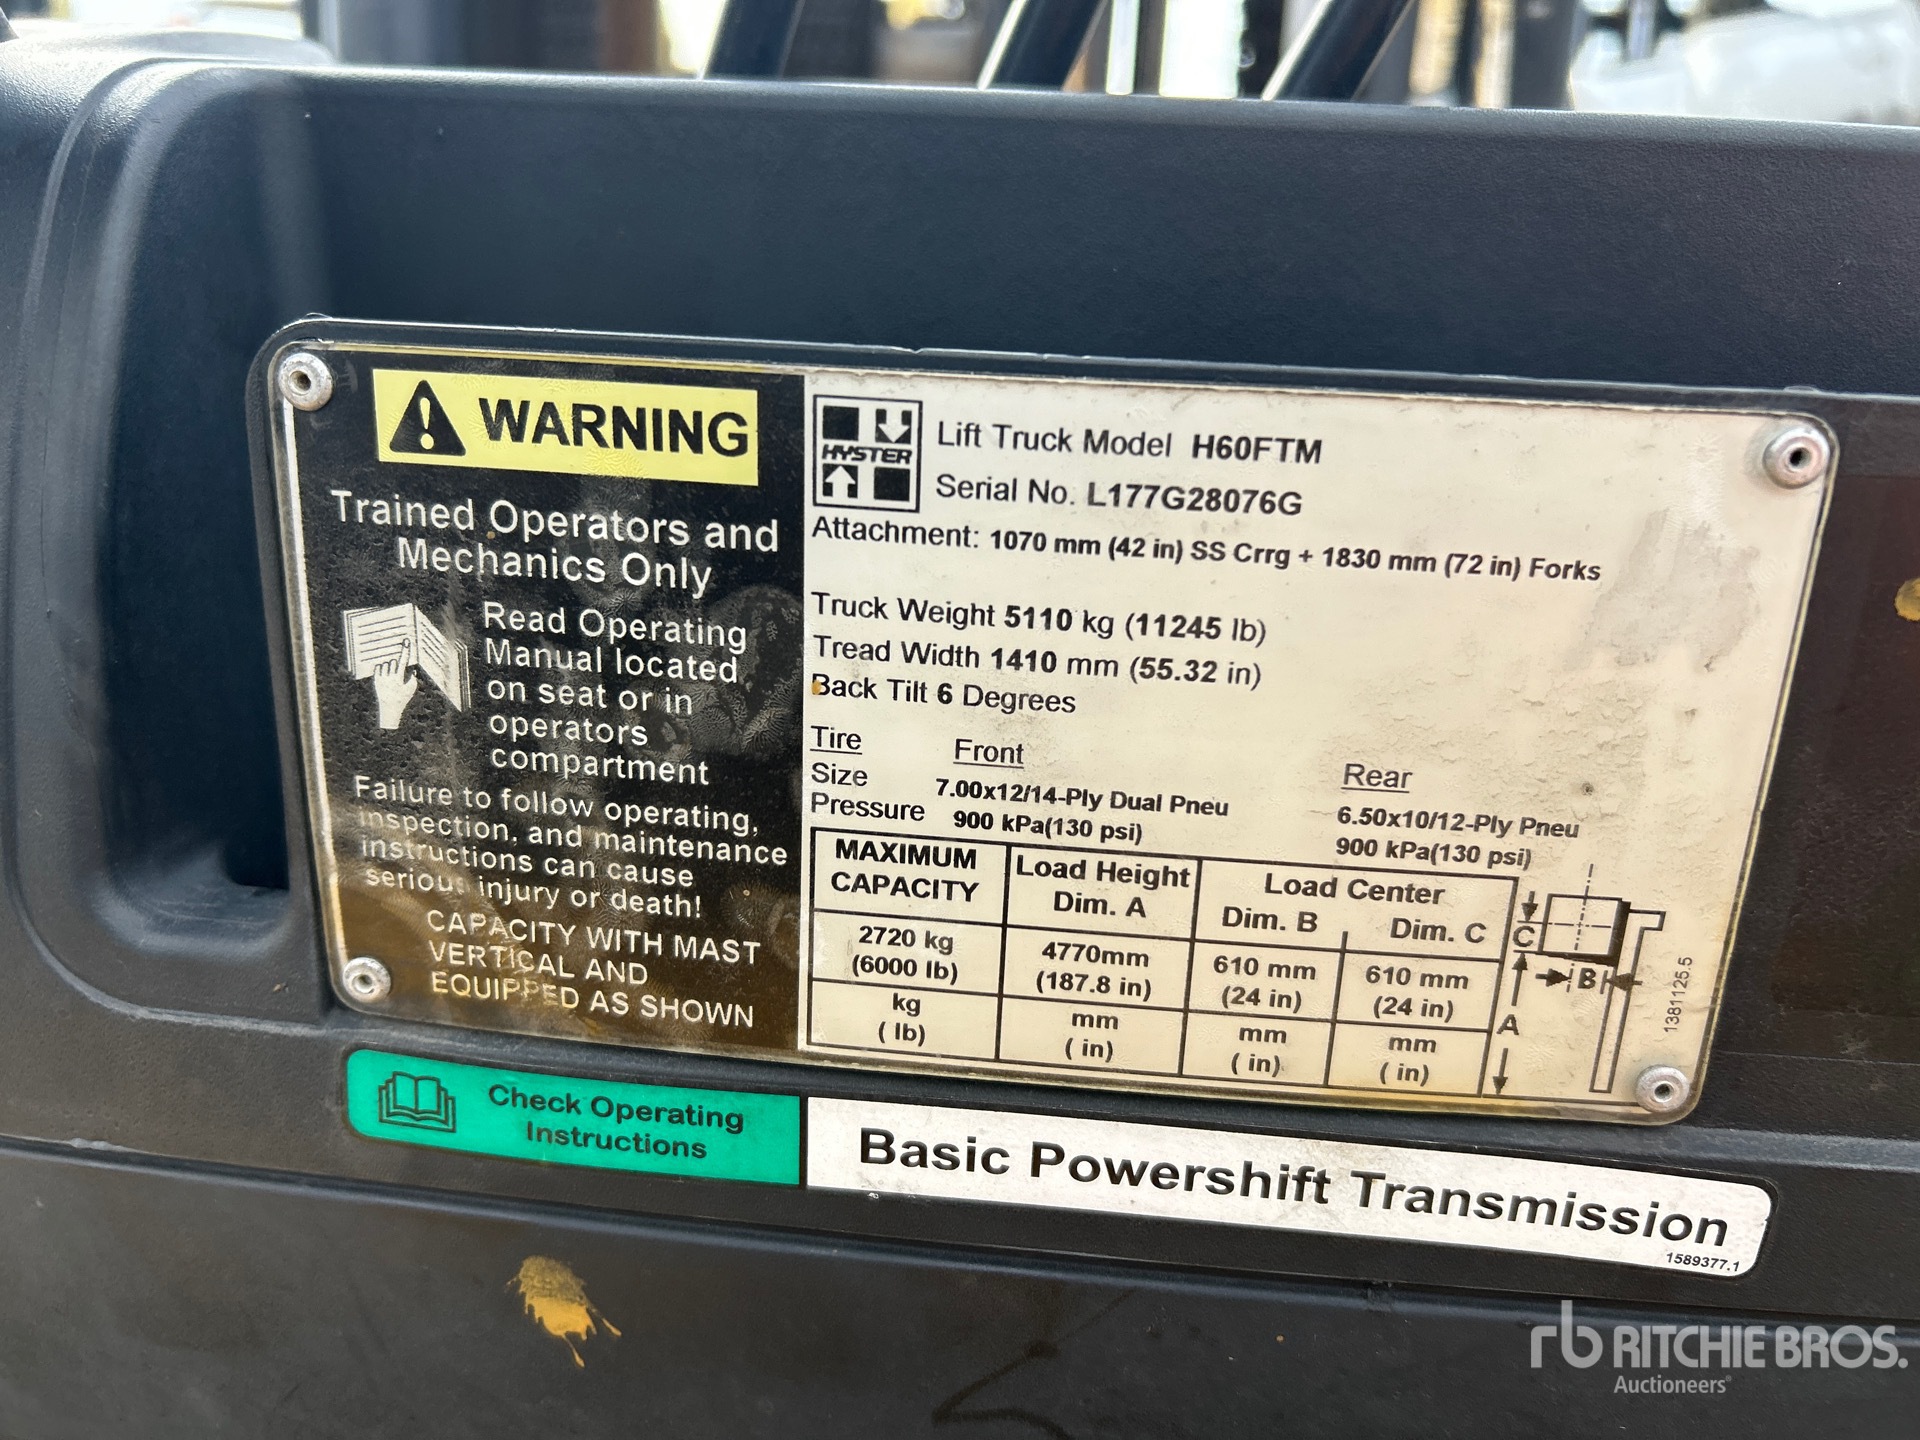 WARNING
Trained Operators and
Mechanics Only
Read Operating
Manual located
on seat or in
operators
compartment
Failure to follow operating,
inspection, and maintenance
instructions can cause
serious injury or death!
CAPACITY WITH MAST
VERTICAL AND
EQUIPPED AS SHOWN
HYSTER
Lift Truck Model H60FTM
Serial No. L177G28076G
Attachment: 1070 mm (42 in) SS Crrg + 1830 mm (72 in) Forks
Truck Weight 5110 kg (11245 lb)
Tread Width 1410 mm (55.32 in)
Back Tilt 6 Degrees
Tire Front Rear
Size 7.00x12/14-Ply Dual Pneu 6.50x10/12-Ply Pneu
Pressure 900 kPa(130 psi) 900 kPa(130 psi)
MAXIMUM CAPACITY
Load Height Dim. A
Load Center
Dim. B Dim. C
2720 kg 4770mm 610 mm 610 mm
(6000 lb) (187.8 in) (24 in) (24 in)
kg mm mm mm
( lb) ( in) ( in) ( in)
C
B
A
1381125.5
Check Operating
Instructions
Basic Powershift Transmission
1589377.1
rb RITCHIE BROS.
Auctioneers®